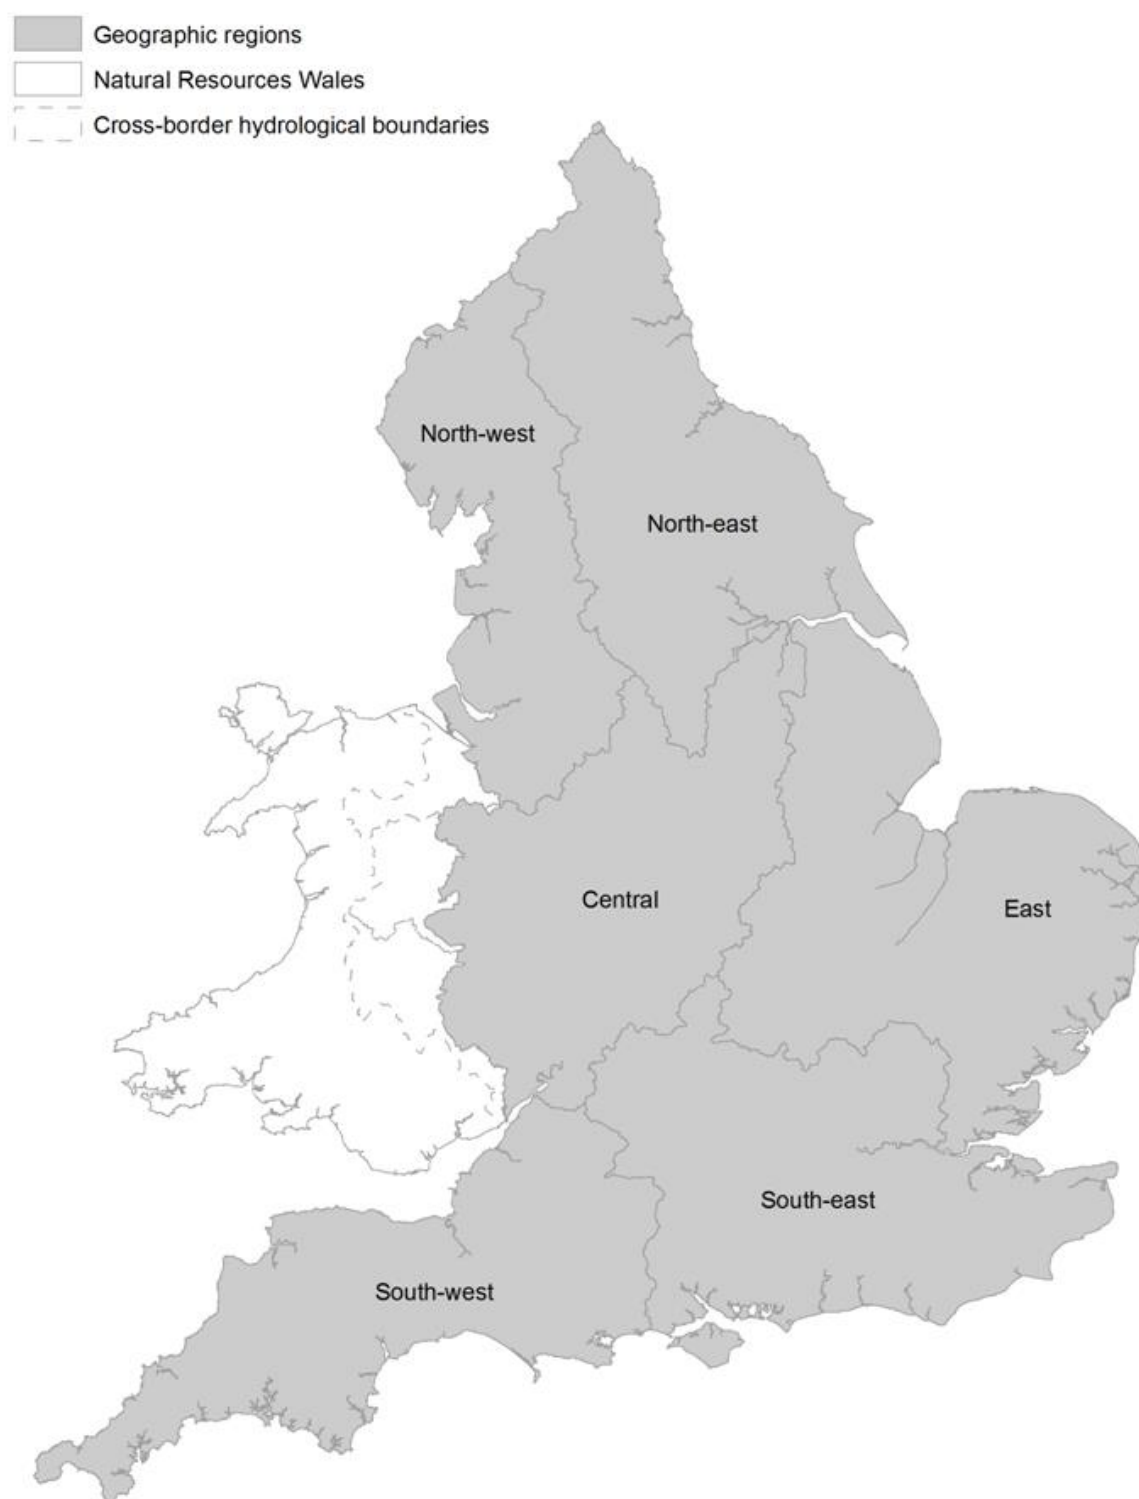 Geographic regions
Natural Resources Wales
Cross-border hydrological boundaries
North-west
North-east
Central
East
South-east
South-west